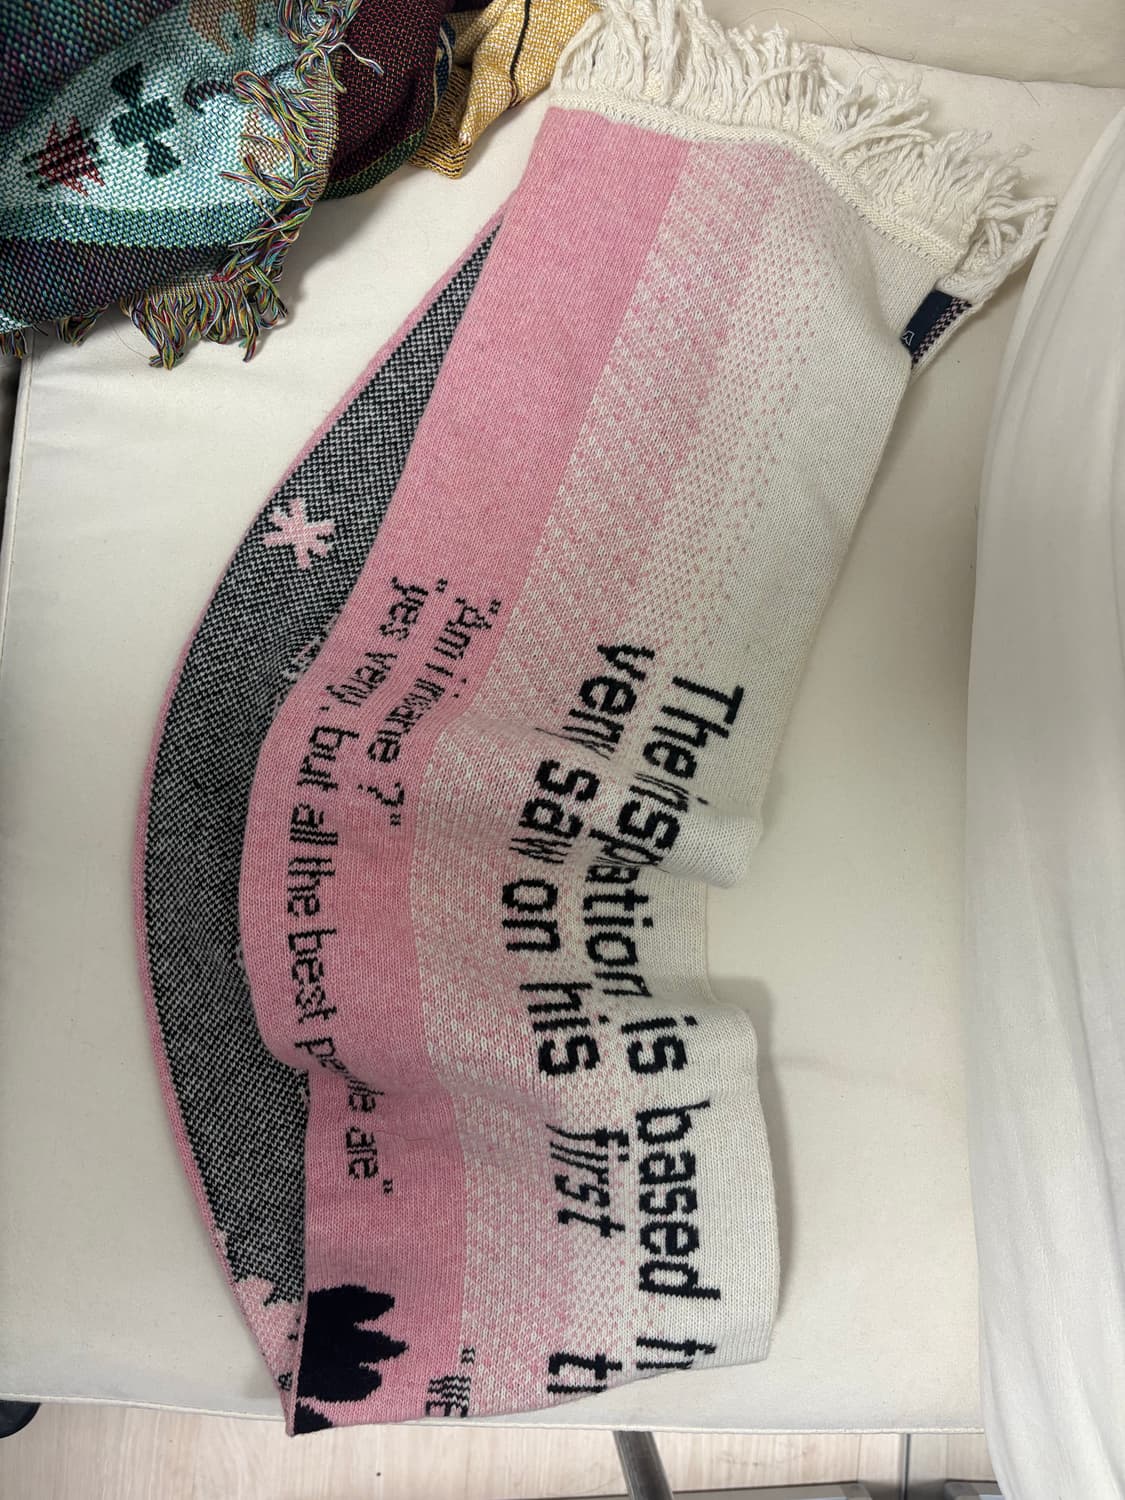 The inspiration is based
very saw on his first
"Am i insane ?"
"yes very, but all the best people are"
"WE